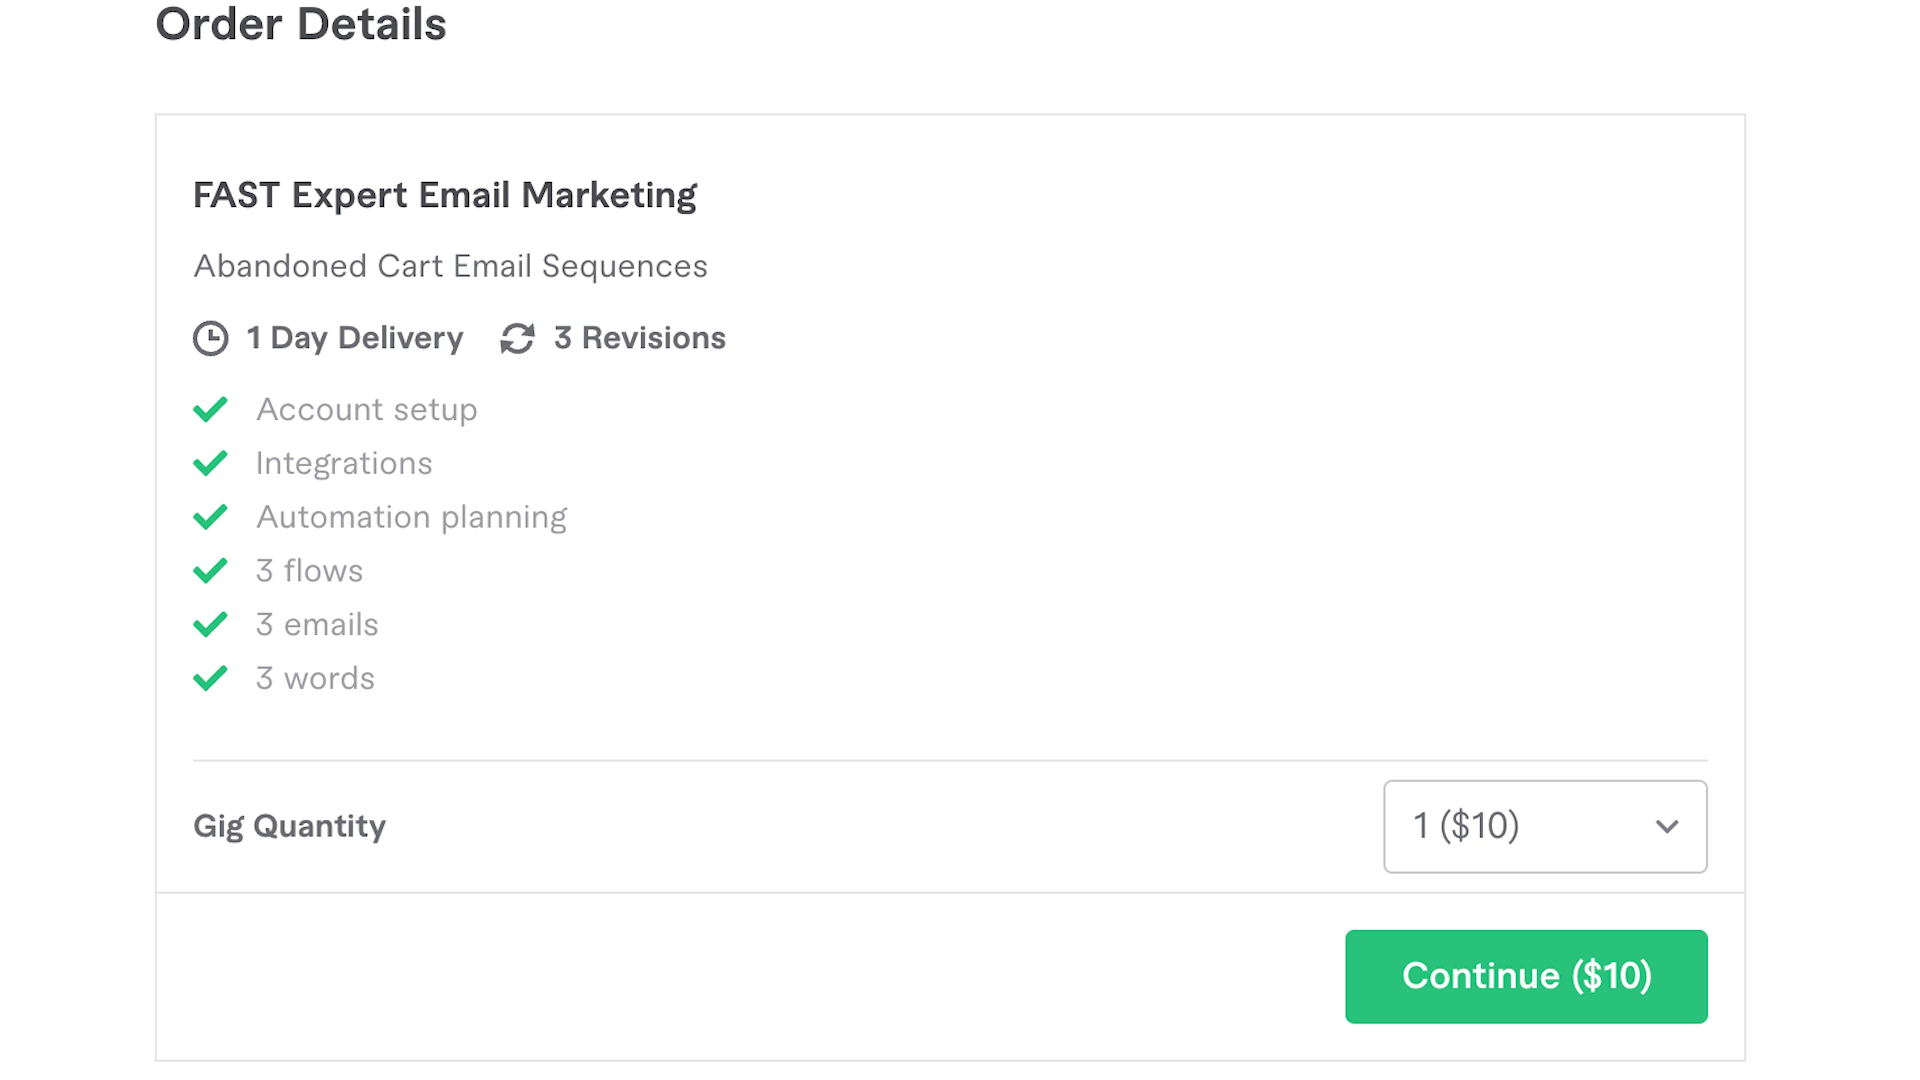 Order Details
FAST Expert Email Marketing
Abandoned Cart Email Sequences
1 Day Delivery 3 Revisions
Account setup
Integrations
Automation planning
3 flows
3 emails
3 words
Gig Quantity 1 ($10)
Continue ($10)